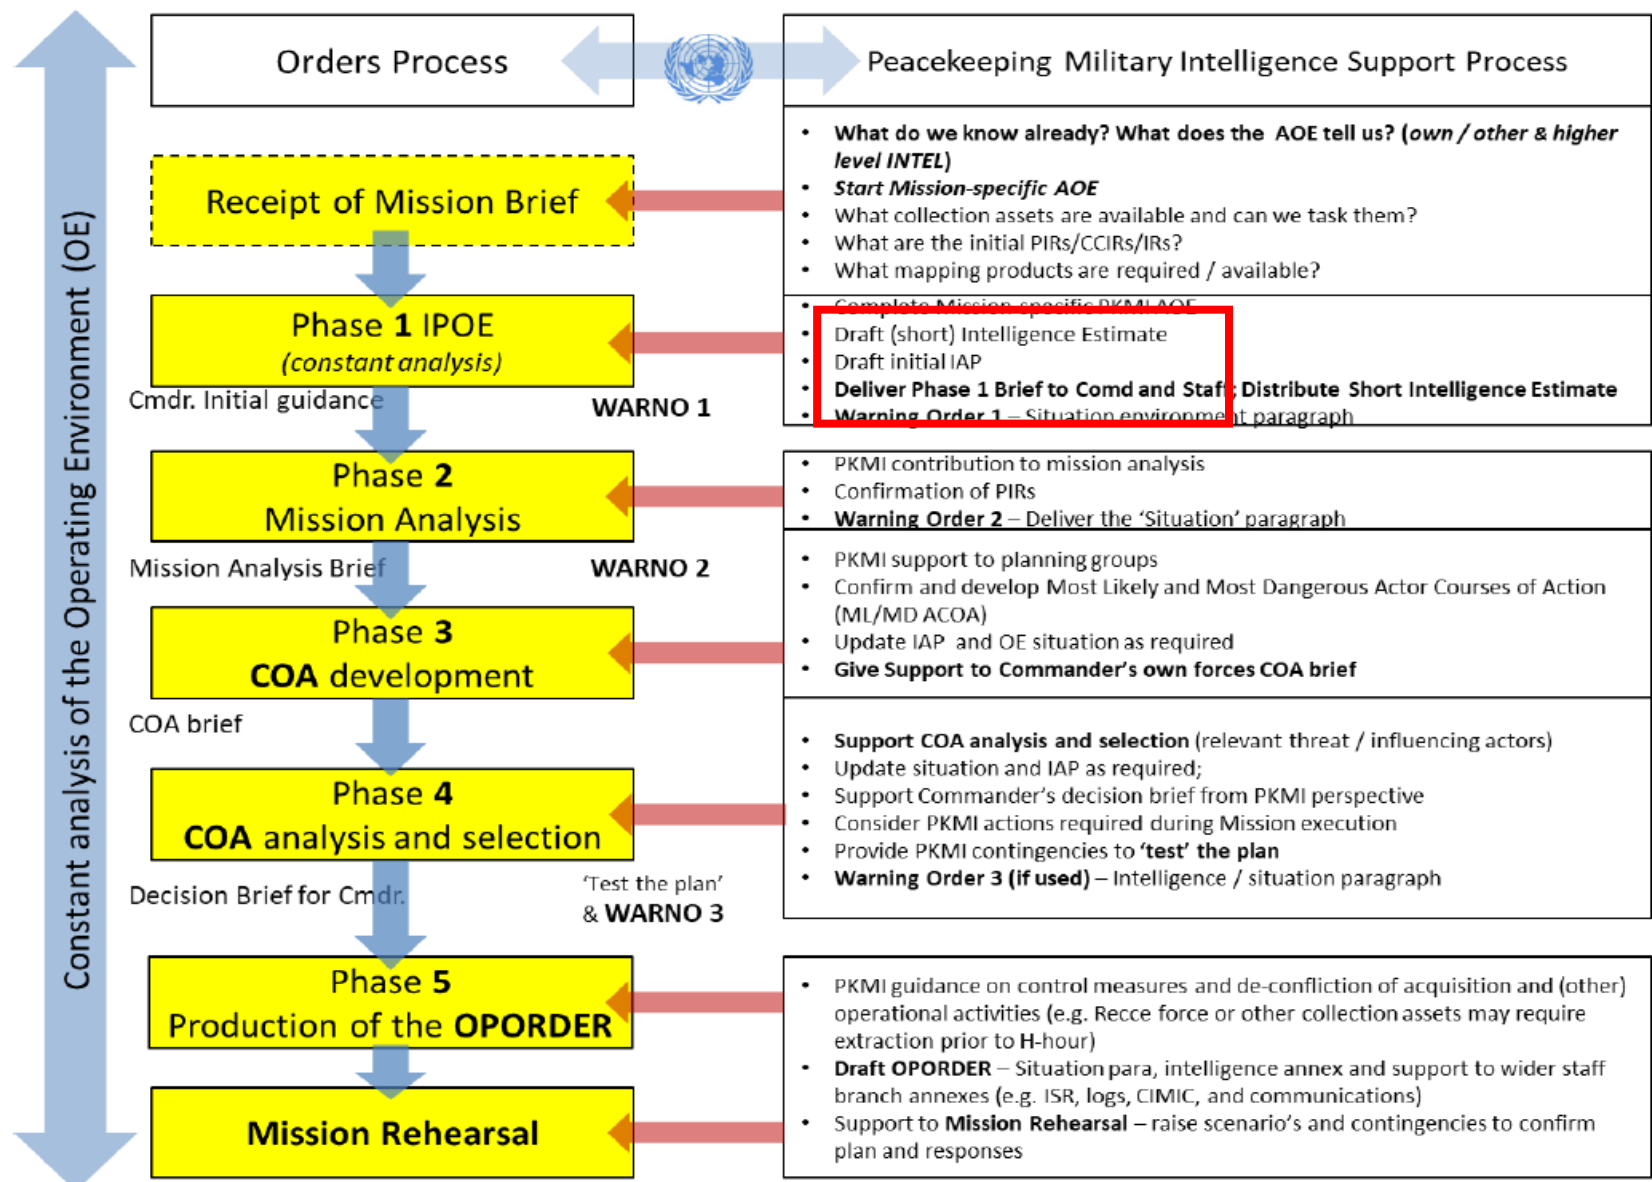 Orders Process
Peacekeeping Military Intelligence Support Process
Constant analysis of the Operating Environment (OE)
Receipt of Mission Brief
• What do we know already? What does the AOE tell us? (own / other & higher
level INTEL)
• Start Mission-specific AOE
• What collection assets are available and can we task them?
• What are the initial PIRs/CCIRs/IRs?
• What mapping products are required / available?
Phase 1 IPOE
(constant analysis)
• Complete Mission-specific PKMI AOE
• Draft (short) Intelligence Estimate
• Draft initial IAP
• Deliver Phase 1 Brief to Comd and Staff; Distribute Short Intelligence Estimate
• Warning Order 1 – Situation environment paragraph
Cmdr. Initial guidance
WARNO 1
Phase 2
Mission Analysis
• PKMI contribution to mission analysis
• Confirmation of PIRs
• Warning Order 2 – Deliver the ‘Situation’ paragraph
Mission Analysis Brief
WARNO 2
Phase 3
COA development
• PKMI support to planning groups
• Confirm and develop Most Likely and Most Dangerous Actor Courses of Action
(ML/MD ACOA)
• Update IAP and OE situation as required
• Give Support to Commander’s own forces COA brief
COA brief
Phase 4
COA analysis and selection
• Support COA analysis and selection (relevant threat / influencing actors)
• Update situation and IAP as required;
• Support Commander’s decision brief from PKMI perspective
• Consider PKMI actions required during Mission execution
• Provide PKMI contingencies to ‘test’ the plan
• Warning Order 3 (if used) – Intelligence / situation paragraph
Decision Brief for Cmdr.
‘Test the plan’
& WARNO 3
Phase 5
Production of the OPORDER
• PKMI guidance on control measures and de-confliction of acquisition and (other)
operational activities (e.g. Recce force or other collection assets may require
extraction prior to H-hour)
• Draft OPORDER – Situation para, intelligence annex and support to wider staff
branch annexes (e.g. ISR, logs, CIMIC, and communications)
• Support to Mission Rehearsal – raise scenario’s and contingencies to confirm
plan and responses
Mission Rehearsal